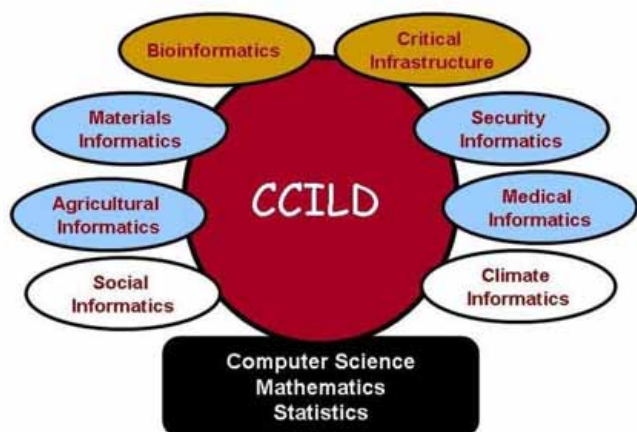 Bioinformatics
Critical
Infrastructure
Materials
Informatics
Security
Informatics
CCILD
Agricultural
Informatics
Medical
Informatics
Social
Informatics
Climate
Informatics
Computer Science
Mathematics
Statistics